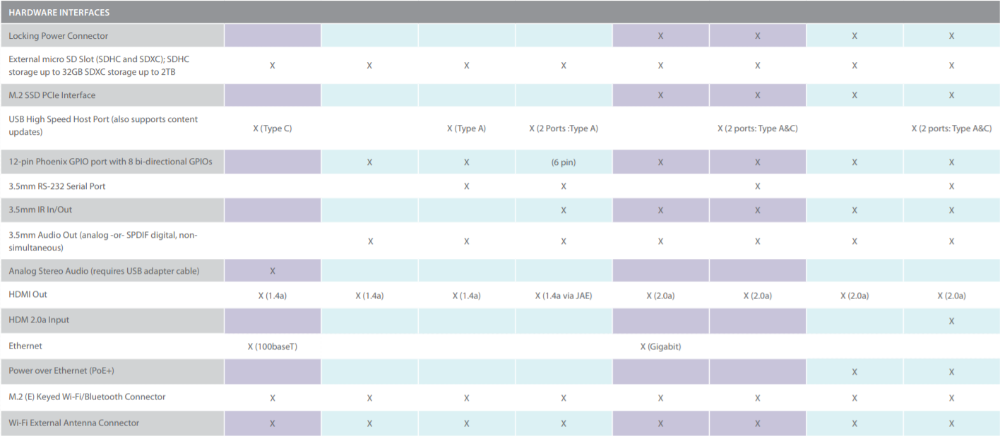 HARDWARE INTERFACES
Locking Power Connector X X X X
External micro SD Slot (SDHC and SDXC); SDHC
storage up to 32GB SDXC storage up to 2TB X X X X X X X X
M.2 SSD PCIe Interface X X X X
USB High Speed Host Port (also supports content
updates) X (Type C) X (Type A) X (2 Ports :Type A) X (2 ports: Type A&C) X (2 ports: Type A&C)
12-pin Phoenix GPIO port with 8 bi-directional GPIOs X X (6 pin) X X X X
3.5mm RS-232 Serial Port X X X X
3.5mm IR In/Out X X X X X
3.5mm Audio Out (analog -or- SPDIF digital, non-
simultaneous) X X X X X X X
Analog Stereo Audio (requires USB adapter cable) X
HDMI Out X (1.4a) X (1.4a) X (1.4a) X (1.4a via JAE) X (2.0a) X (2.0a) X (2.0a) X (2.0a)
HDM 2.0a Input X
Ethernet X (100baseT) X (Gigabit)
Power over Ethernet (PoE+) X X
M.2 (E) Keyed Wi-Fi/Bluetooth Connector X X X X X X X X
Wi-Fi External Antenna Connector X X X X X X X X